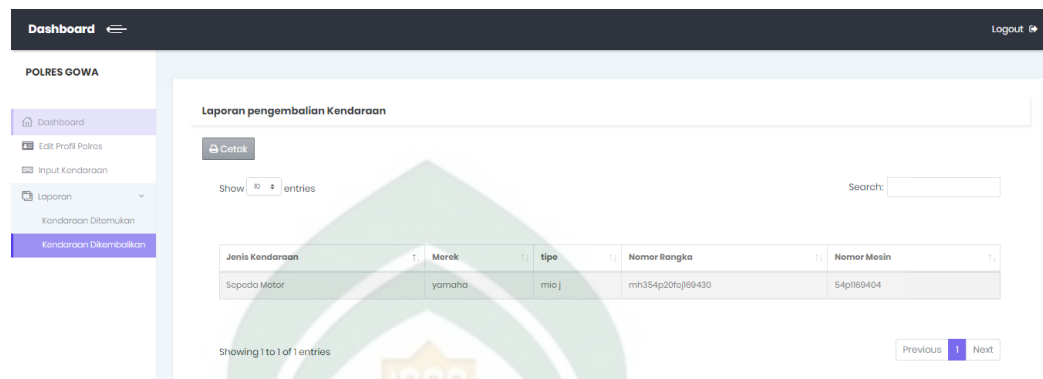 Dashboard
Logout
POLRES GOWA
Laporan pengembalian Kendaraan
Dashboard
Edit Profil Polres
Input Kendaraan
Laporan
Kendaraan Ditemukan
Kendaraan Dikembalikan
Cetak
Show 10 entries
Search:
Jenis Kendaraan Merek tipe Nomor Rangka Nomor Mesin
Sepeda Motor yamaha mio j mh354p20fcj169430 54p1169404
Showing 1 to 1 of 1 entries
Previous 1 Next